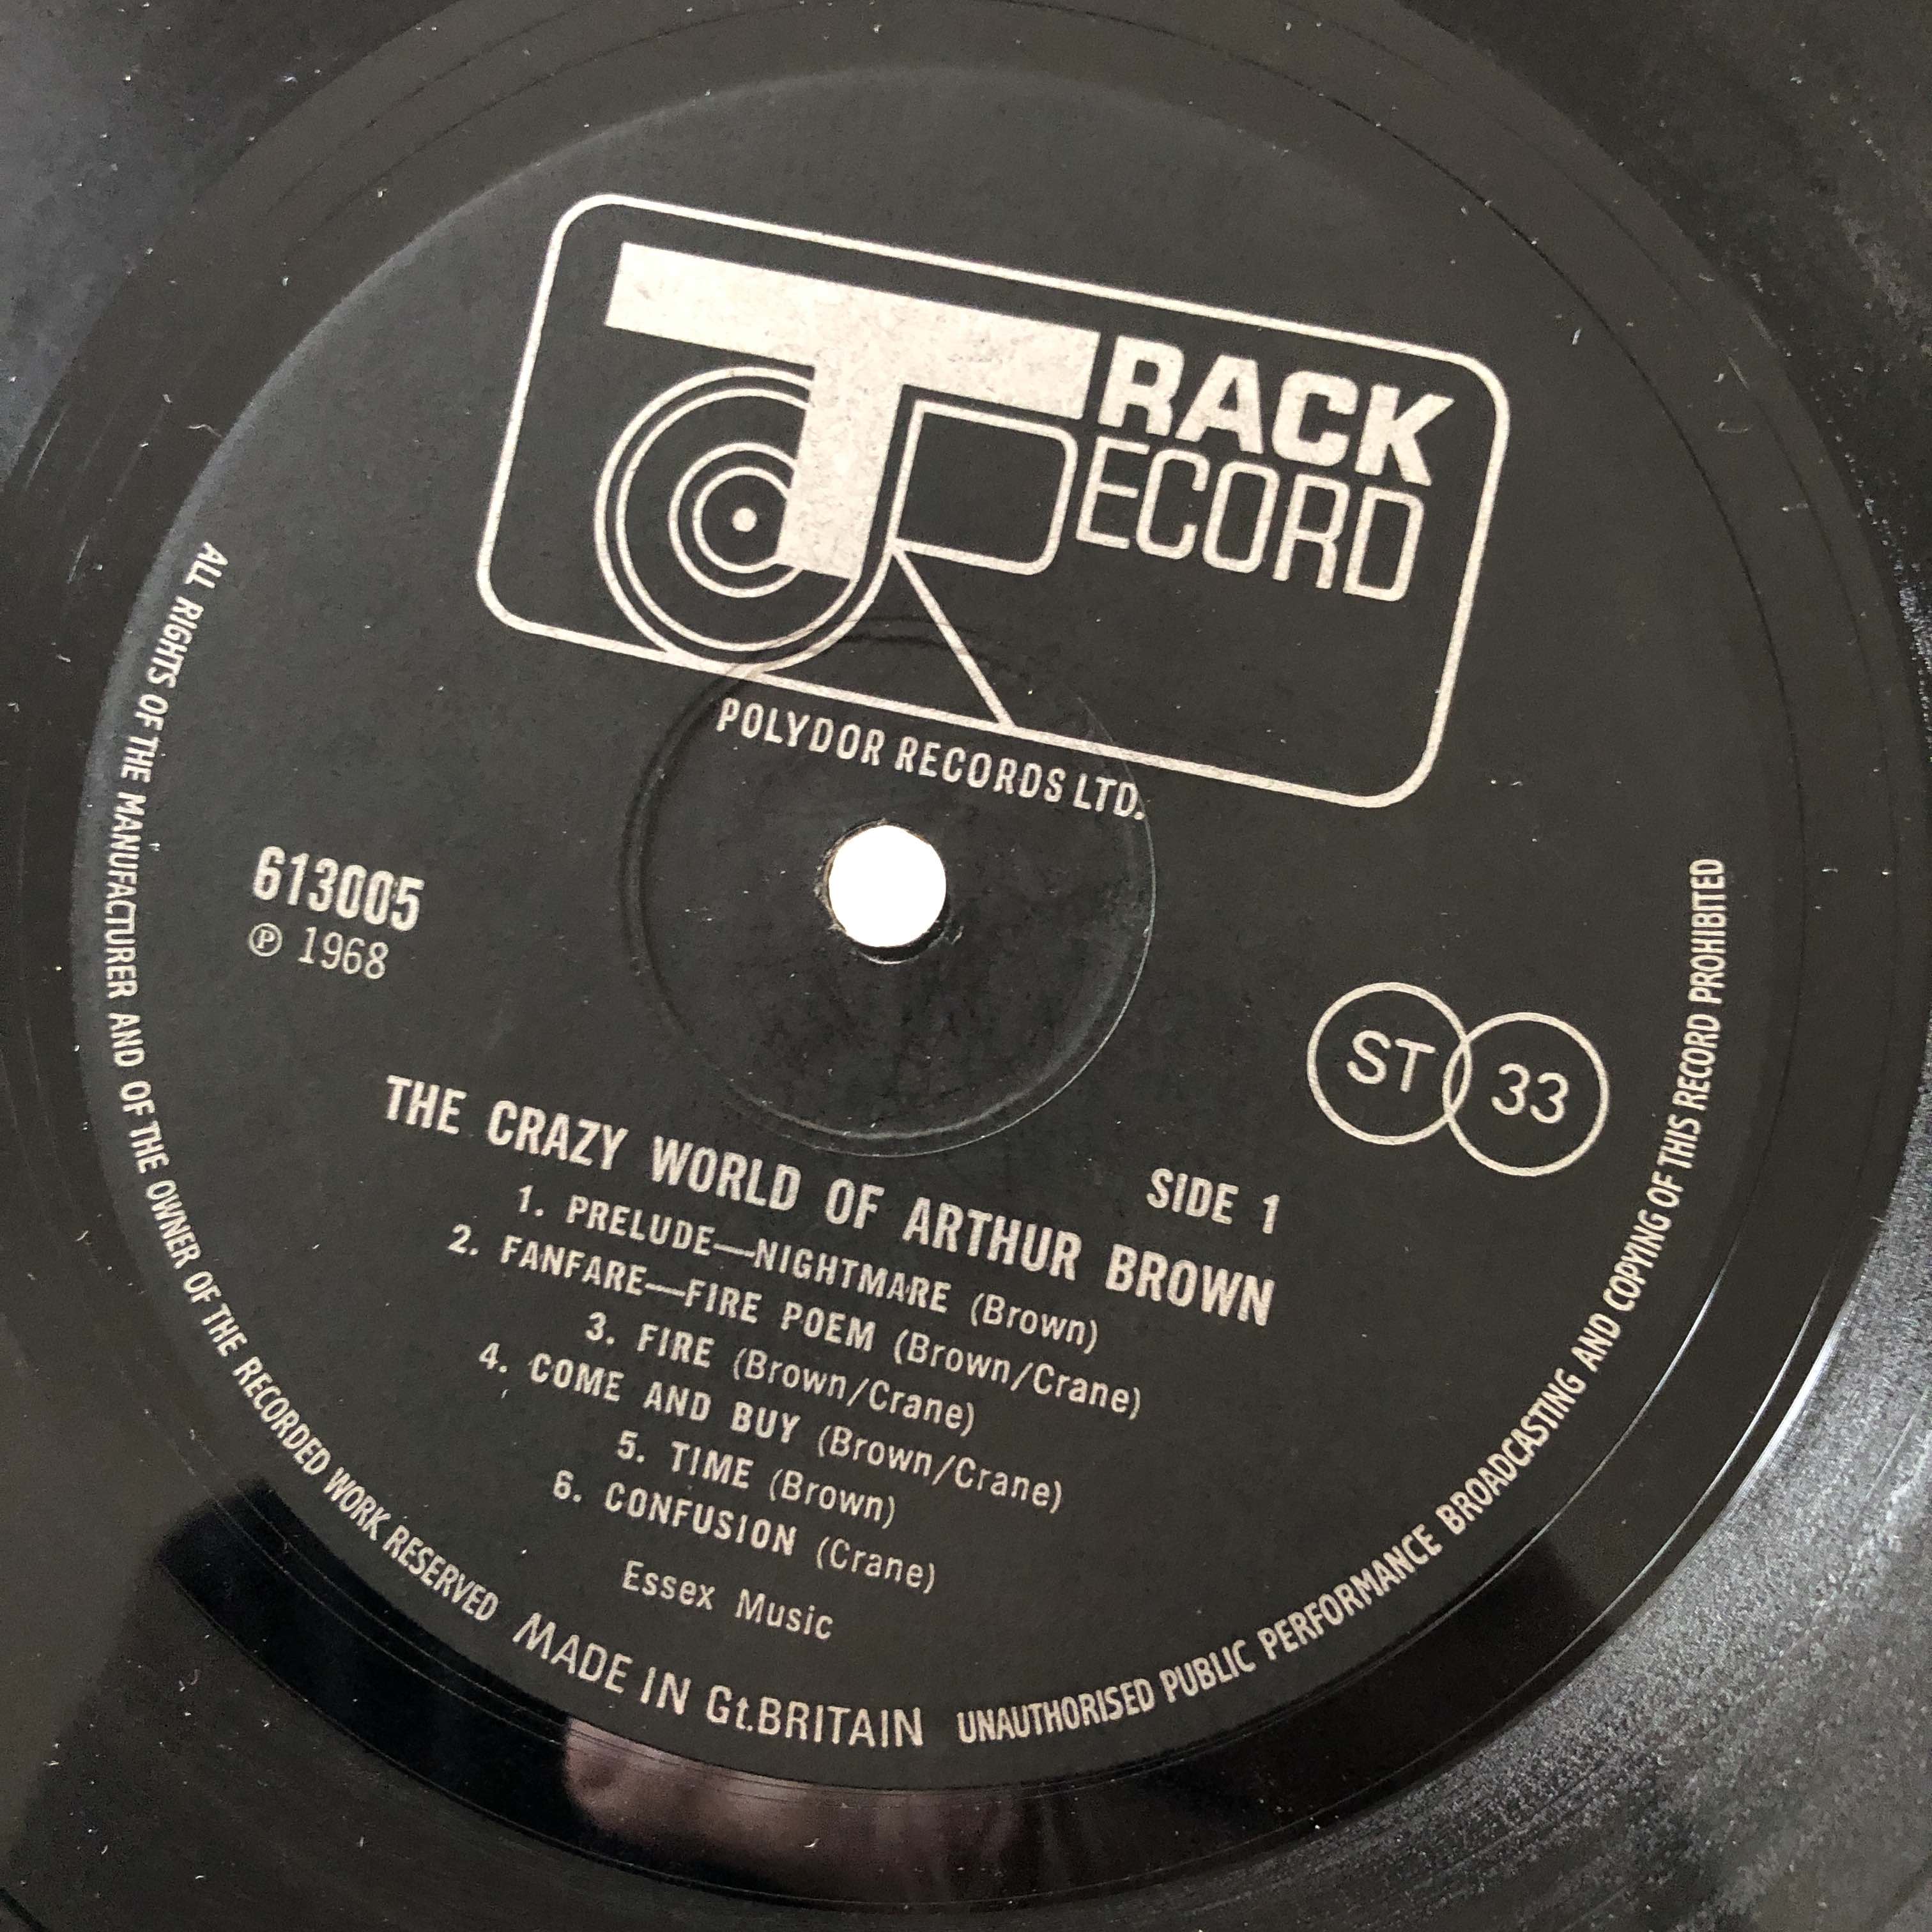 TRACK
RECORD
POLYDOR RECORDS LTD.
613005
℗ 1968
ST 33
SIDE 1
THE CRAZY WORLD OF ARTHUR BROWN
1. PRELUDE—NIGHTMARE (Brown)
2. FANFARE—FIRE POEM (Brown/Crane)
3. FIRE (Brown/Crane)
4. COME AND BUY (Brown/Crane)
5. TIME (Brown)
6. CONFUSION (Crane)
Essex Music
ALL RIGHTS OF THE MANUFACTURER AND OF THE OWNER OF THE RECORDED WORK RESERVED
MADE IN Gt.BRITAIN
UNAUTHORISED PUBLIC PERFORMANCE BROADCASTING AND COPYING OF THIS RECORD PROHIBITED